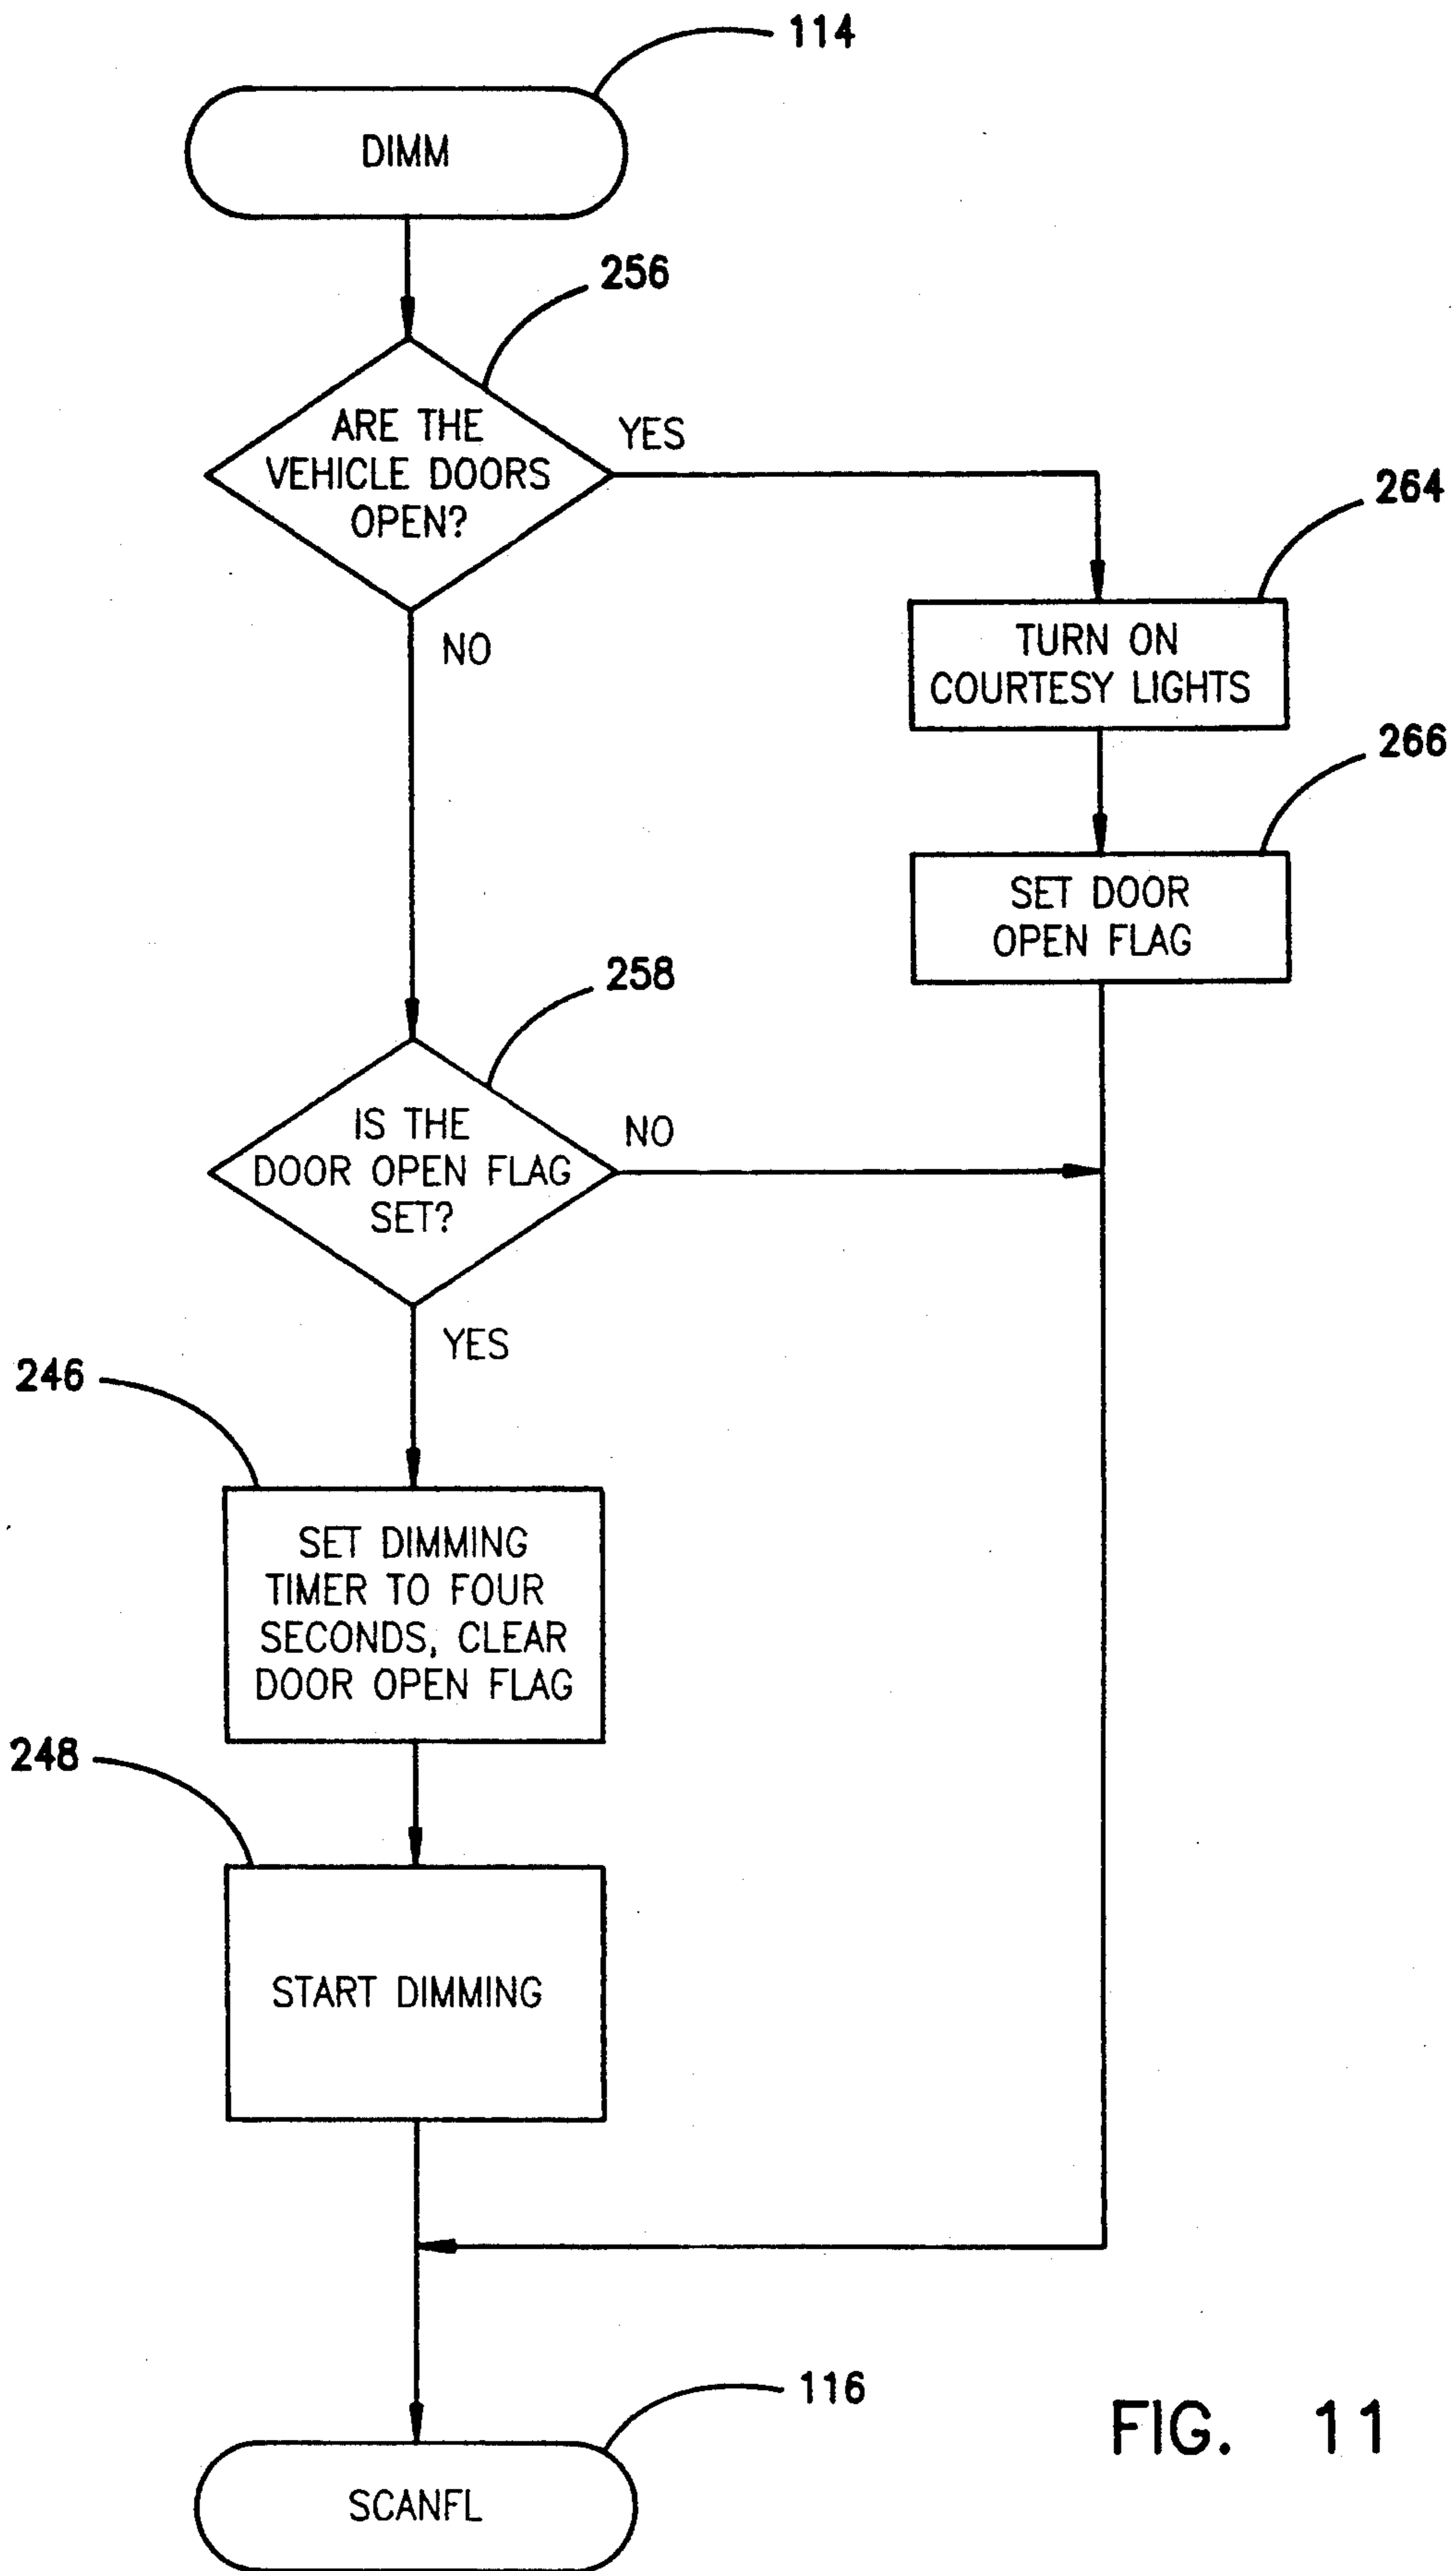 114
DIMM
256
ARE THE
VEHICLE DOORS
OPEN?
YES
NO
264
TURN ON
COURTESY LIGHTS
266
SET DOOR
OPEN FLAG
258
IS THE
DOOR OPEN FLAG
SET?
NO
YES
246
SET DIMMING
TIMER TO FOUR
SECONDS, CLEAR
DOOR OPEN FLAG
248
START DIMMING
116
SCANFL
FIG. 11